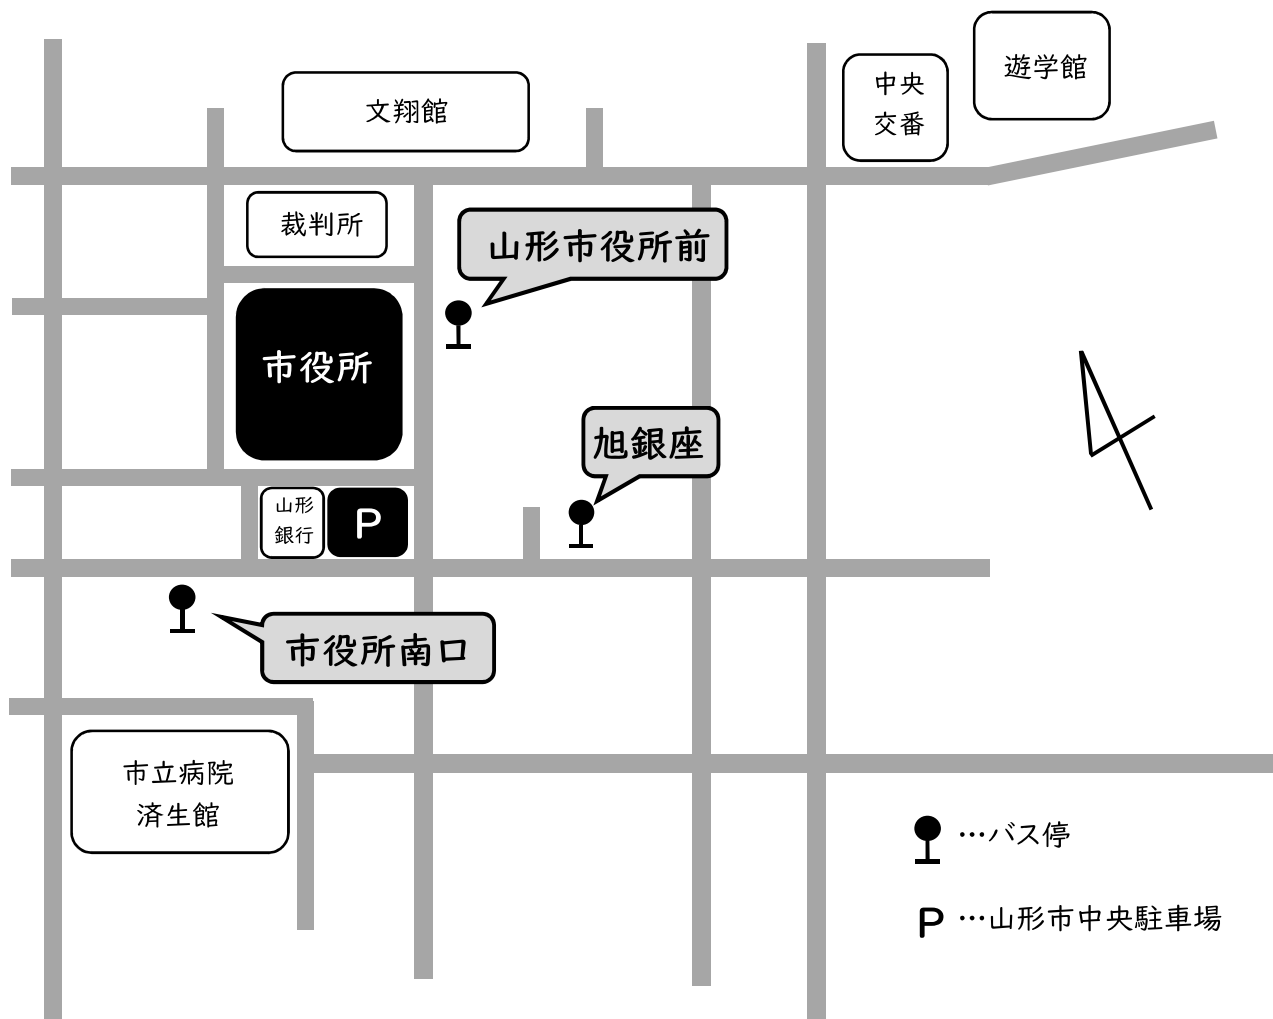 文翔館
中央
交番
遊学館
裁判所
山形市役所前
市役所
旭銀座
山形
銀行
P
市役所南口
市立病院
済生館
…バス停
P …山形市中央駐車場